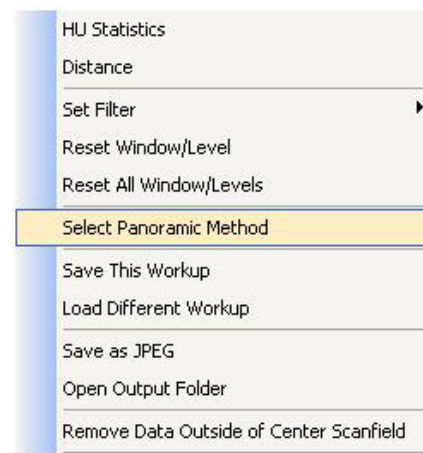 HU Statistics
Distance
Set Filter
Reset Window/Level
Reset All Window/Levels
Select Panoramic Method
Save This Workup
Load Different Workup
Save as JPEG
Open Output Folder
Remove Data Outside of Center Scanfield